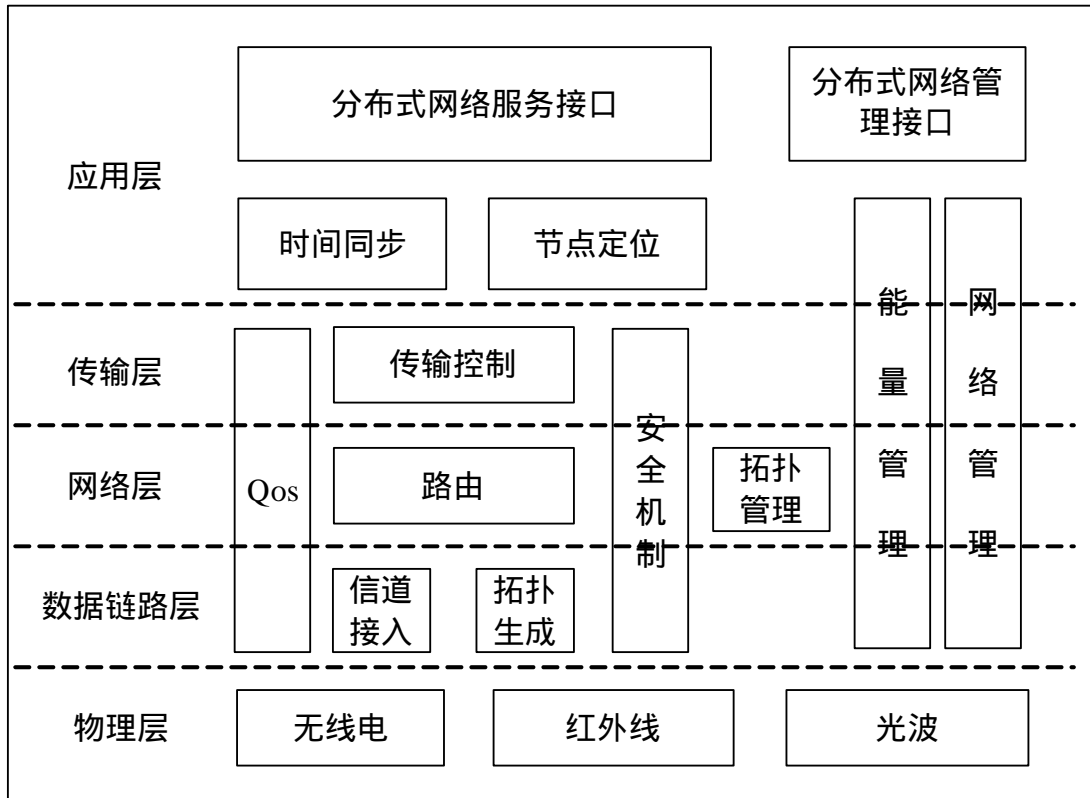 分布式网络服务接口
分布式网络管
理接口
应用层
时间同步
节点定位
能
量
管
理
网
络
管
理
传输层
传输控制
安
全
机
制
网络层
Qos
路由
拓扑
管理
数据链路层
信道
接入
拓扑
生成
物理层
无线电
红外线
光波